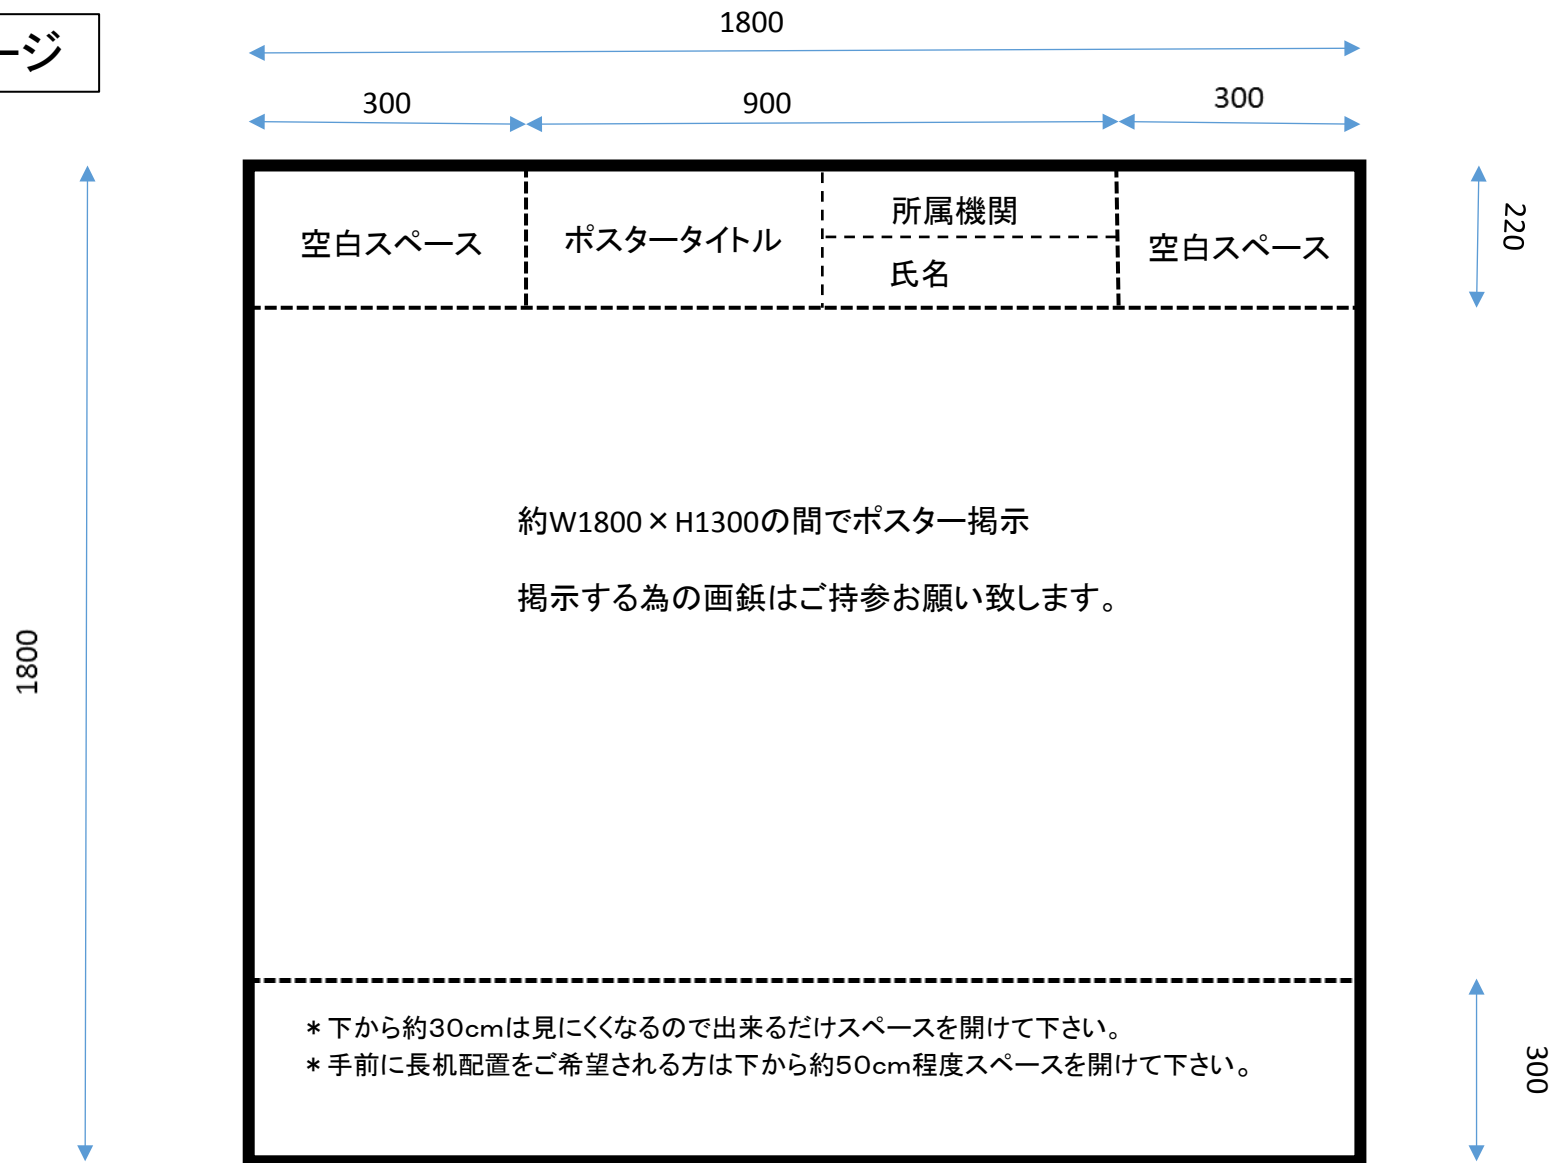 ージ
1800
300
900
300
220
空白スペース
ポスタータイトル
所属機関
氏名
空白スペース
約W1800×H1300の間でポスター掲示
掲示する為の画鋲はご持参お願い致します。
1800
＊下から約30cmは見にくくなるので出来るだけスペースを開けて下さい。
＊手前に長机配置をご希望される方は下から約50cm程度スペースを開けて下さい。
300